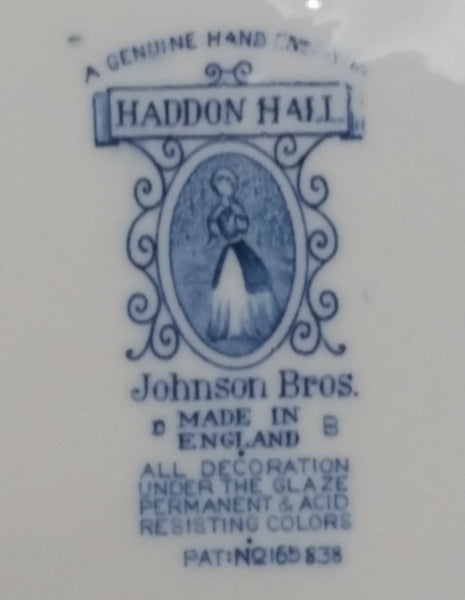 A GENUINE HAND
HADDON HALL
Johnson Bros.
D MADE IN B
ENGLAND
ALL DECORATION
UNDER THE GLAZE
PERMANENT & ACID
RESISTING COLORS
PAT:NO165838